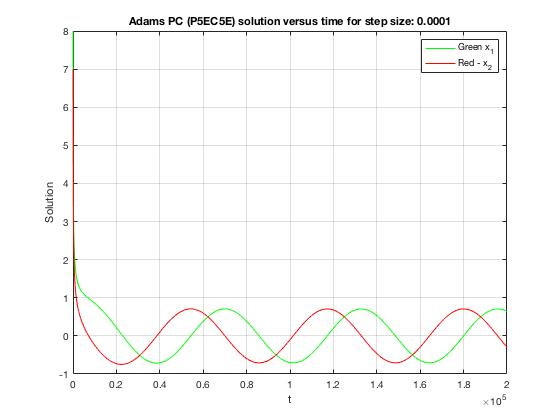 Adams PC (P5EC5E) solution versus time for step size: 0.0001
Green x₁
Red - x₂
8
7
6
5
4
3
2
1
0
-1
Solution
0 0.2 0.4 0.6 0.8 1 1.2 1.4 1.6 1.8 2
t
×10⁵